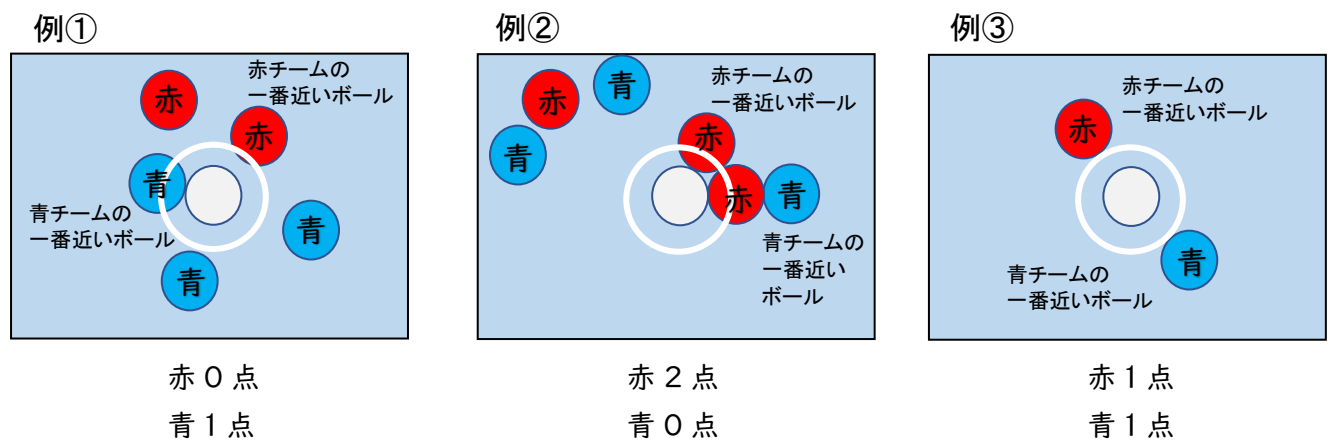 例①
赤チームの
一番近いボール
赤
赤
青
青チームの
一番近いボール
青
青
赤０点
青１点
例②
赤チームの
一番近いボール
赤
青
青
赤
赤
青
青チームの
一番近い
ボール
赤２点
青０点
例③
赤チームの
一番近いボール
赤
青
青チームの
一番近いボール
赤１点
青１点